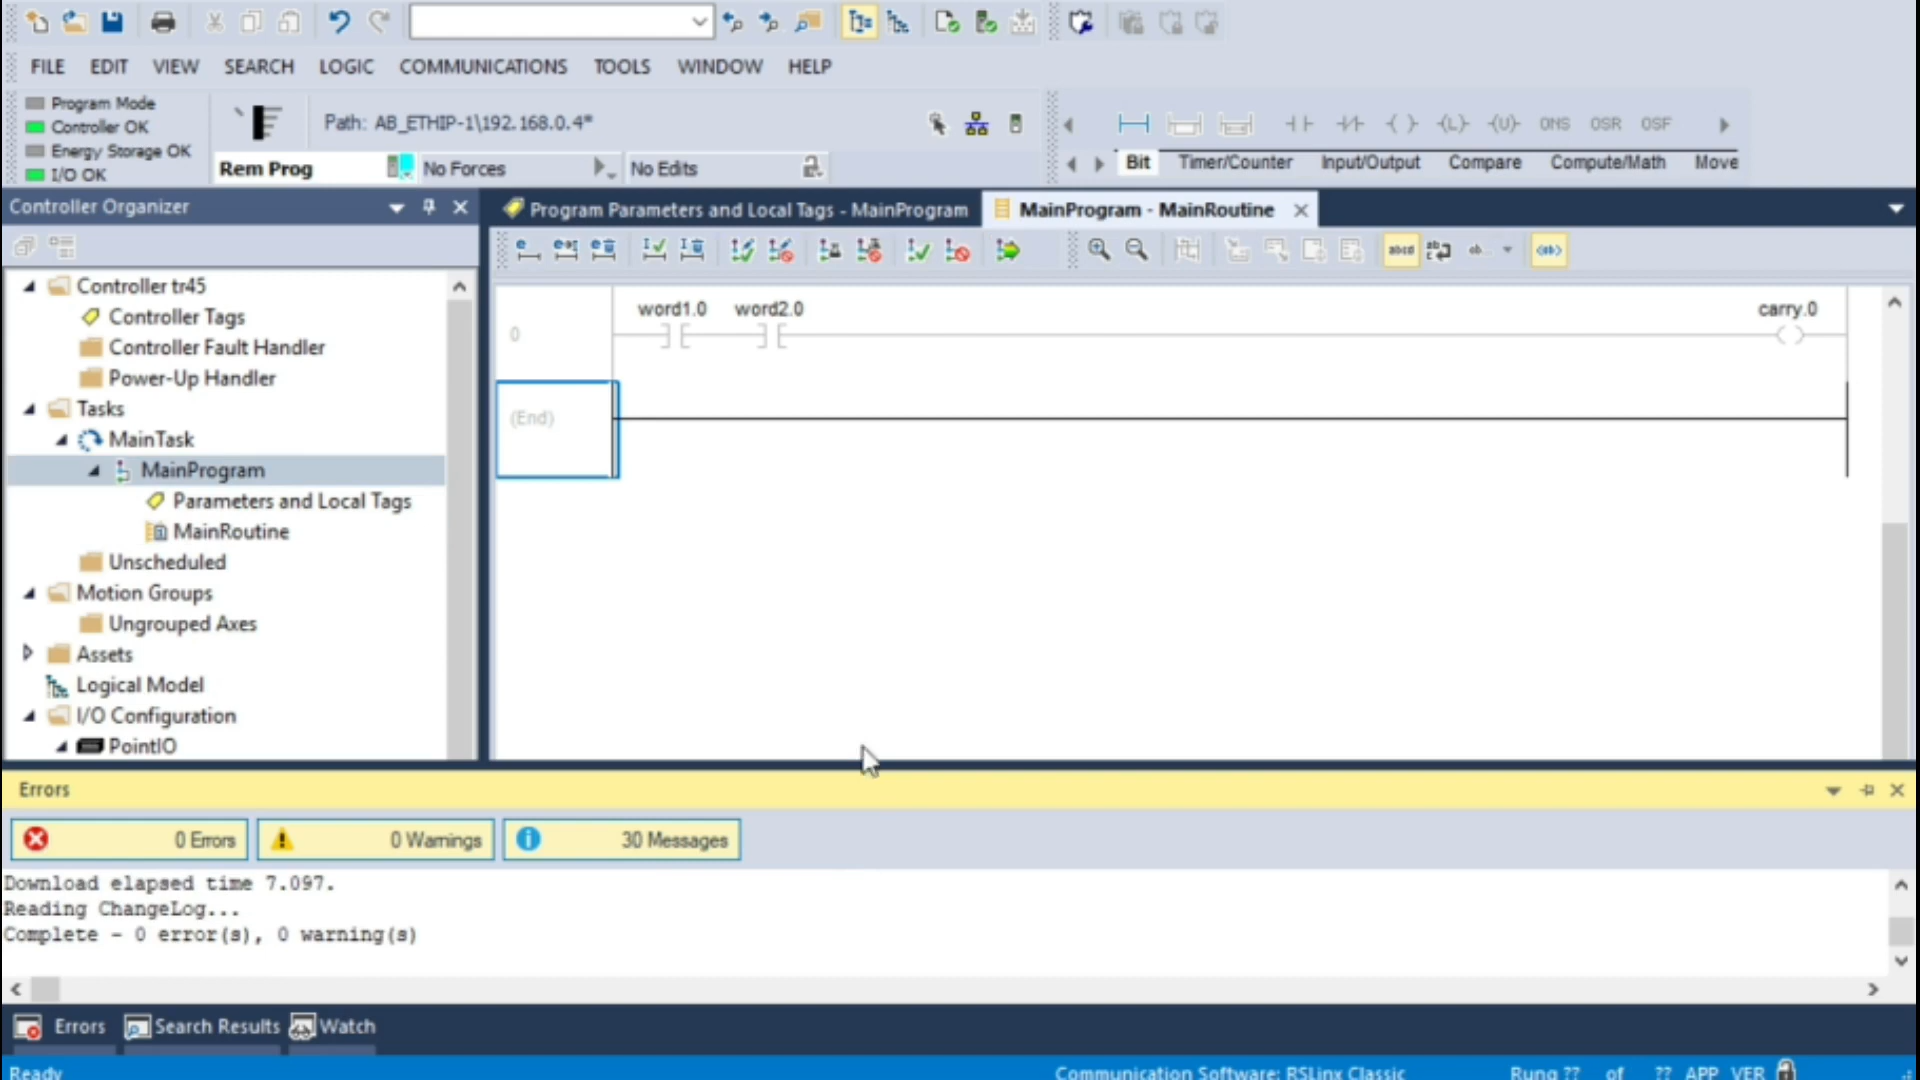 FILE EDIT VIEW SEARCH LOGIC COMMUNICATIONS TOOLS WINDOW HELP
Program Mode
Controller OK
Energy Storage OK
I/O OK
Path: AB_ETHIP-1\192.168.0.4*
Rem Prog No Forces No Edits
ONS OSR OSF
Bit Timer/Counter Input/Output Compare Compute/Math Move
Controller Organizer
Program Parameters and Local Tags - MainProgram
MainProgram - MainRoutine
Controller tr45
Controller Tags
Controller Fault Handler
Power-Up Handler
Tasks
MainTask
MainProgram
Parameters and Local Tags
MainRoutine
Unscheduled
Motion Groups
Ungrouped Axes
Assets
Logical Model
I/O Configuration
PointIO
word1.0 word2.0 carry.0
0
(End)
Errors
0 Errors 0 Warnings 30 Messages
Download elapsed time 7.097.
Reading ChangeLog...
Complete - 0 error(s), 0 warning(s)
Errors Search Results Watch
Ready Communication Software: RSLinx Classic Rung ?? of ?? APP VER